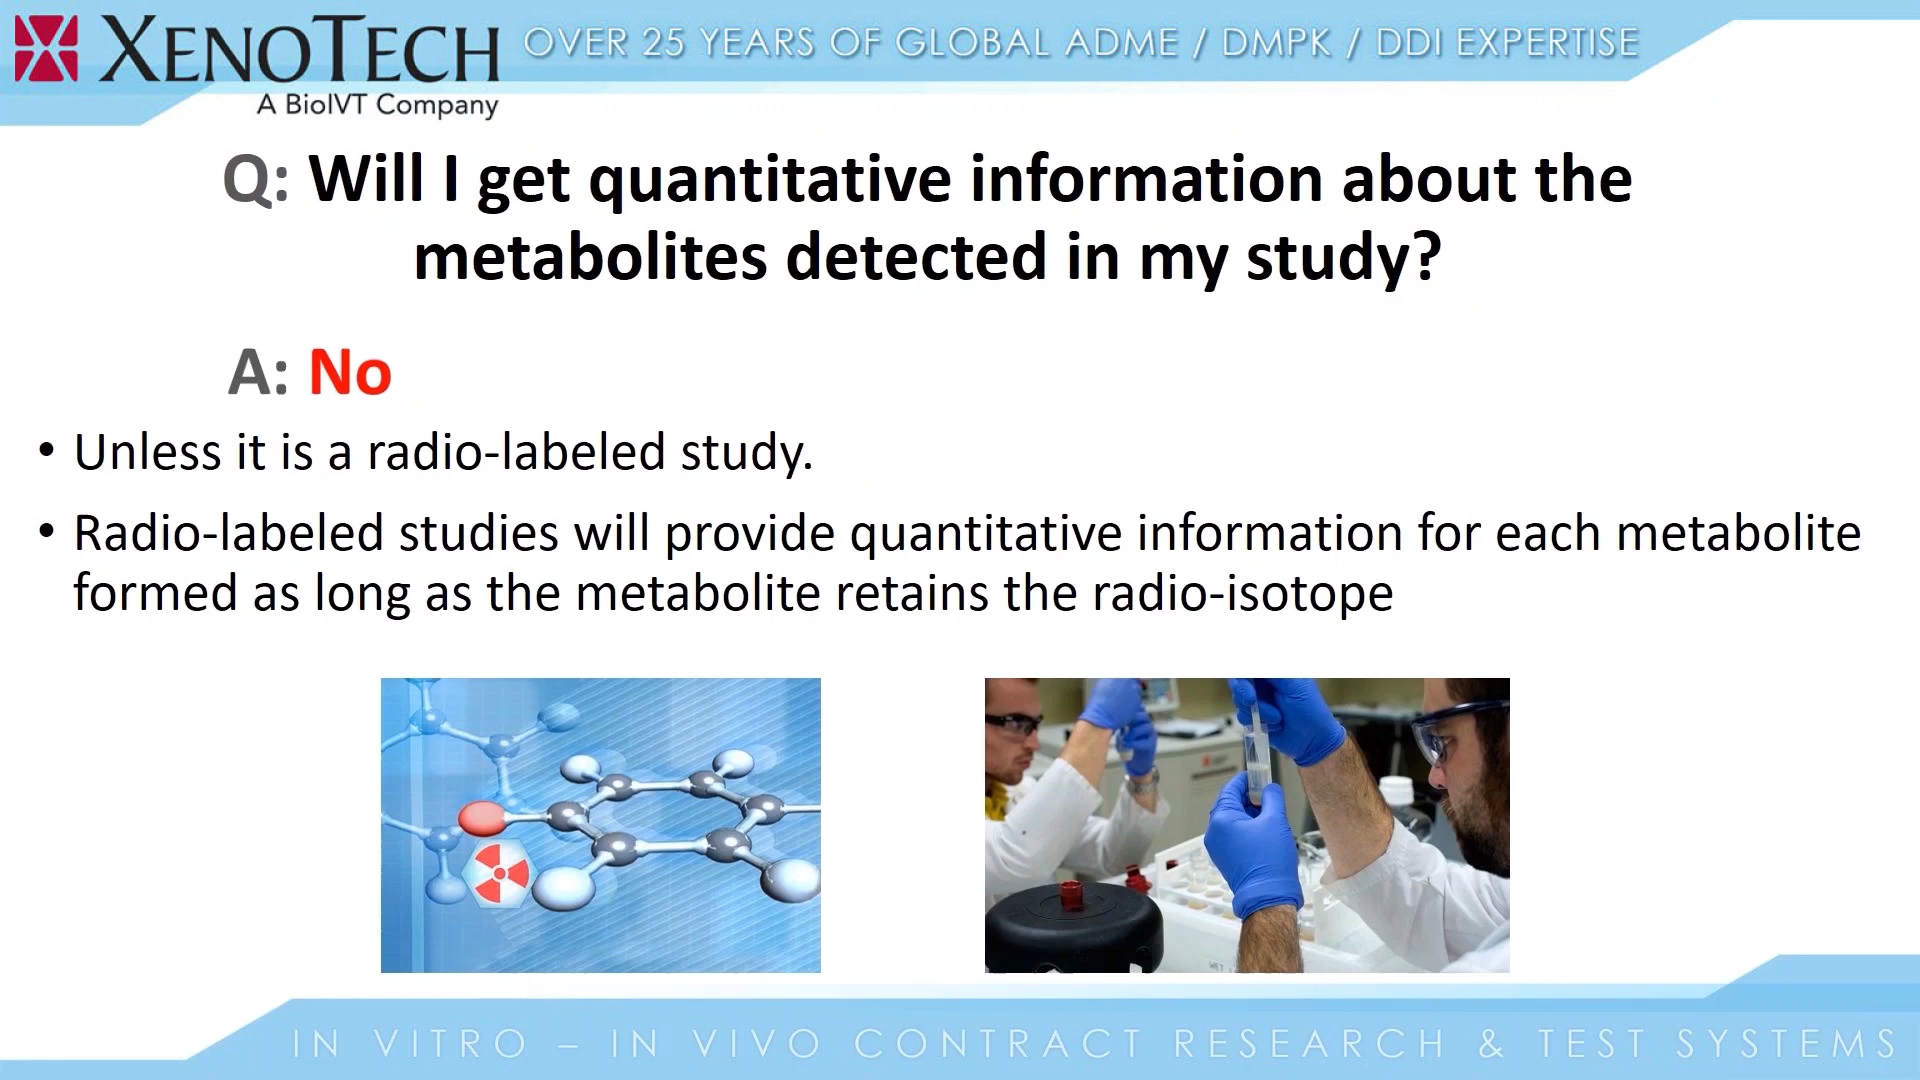 XENOTECH
A BioIVT Company
OVER 25 YEARS OF GLOBAL ADME / DMPK / DDI EXPERTISE
Q: Will I get quantitative information about the
metabolites detected in my study?
A: No
• Unless it is a radio-labeled study.
• Radio-labeled studies will provide quantitative information for each metabolite
formed as long as the metabolite retains the radio-isotope
IN VITRO – IN VIVO CONTRACT RESEARCH & TEST SYSTEMS